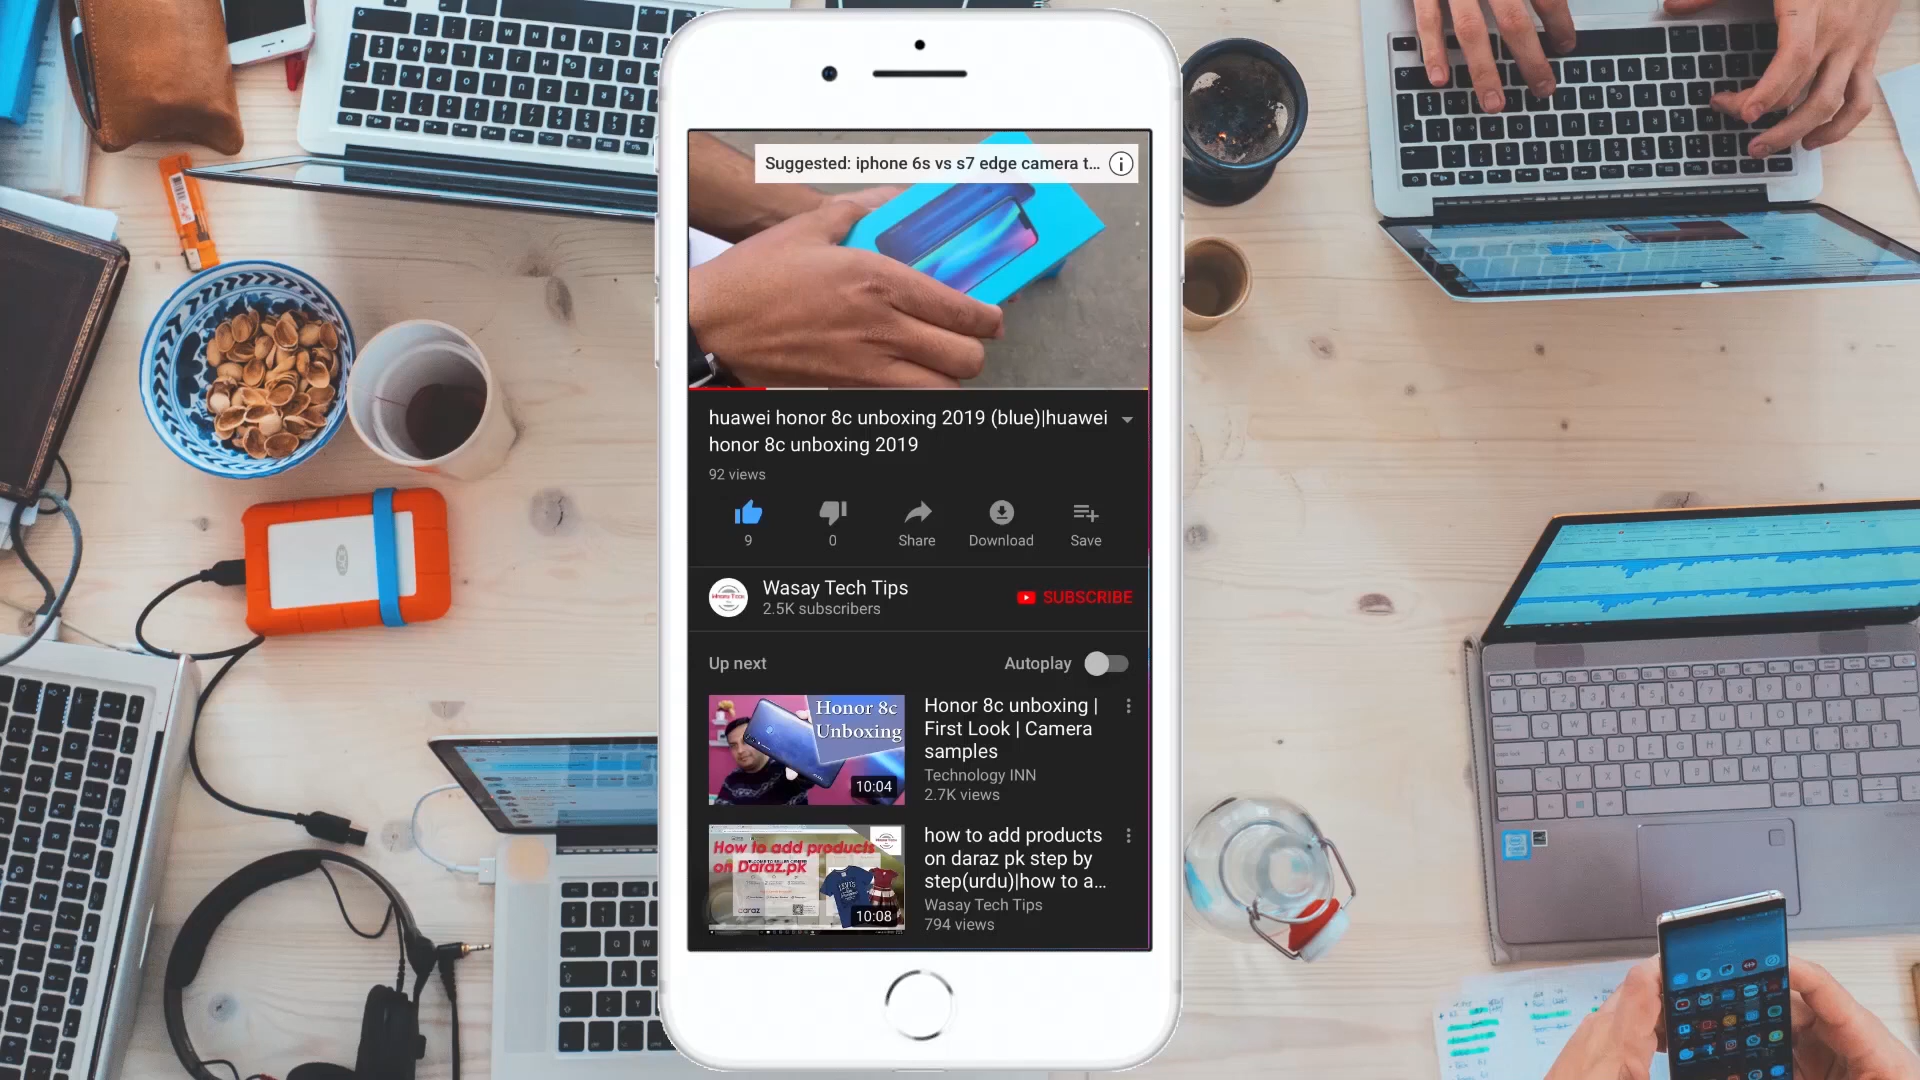 Suggested: iphone 6s vs s7 edge camera t...
huawei honor 8c unboxing 2019 (blue)|huawei
honor 8c unboxing 2019
92 views
9
0
Share
Download
Save
Wasay Tech Tips
2.5K subscribers
SUBSCRIBE
Up next
Autoplay
Honor 8c
Unboxing
10:04
Honor 8c unboxing |
First Look | Camera
samples
Technology INN
2.7K views
How to add products
on Daraz.pk
10:08
how to add products
on daraz pk step by
step(urdu)|how to a...
Wasay Tech Tips
794 views